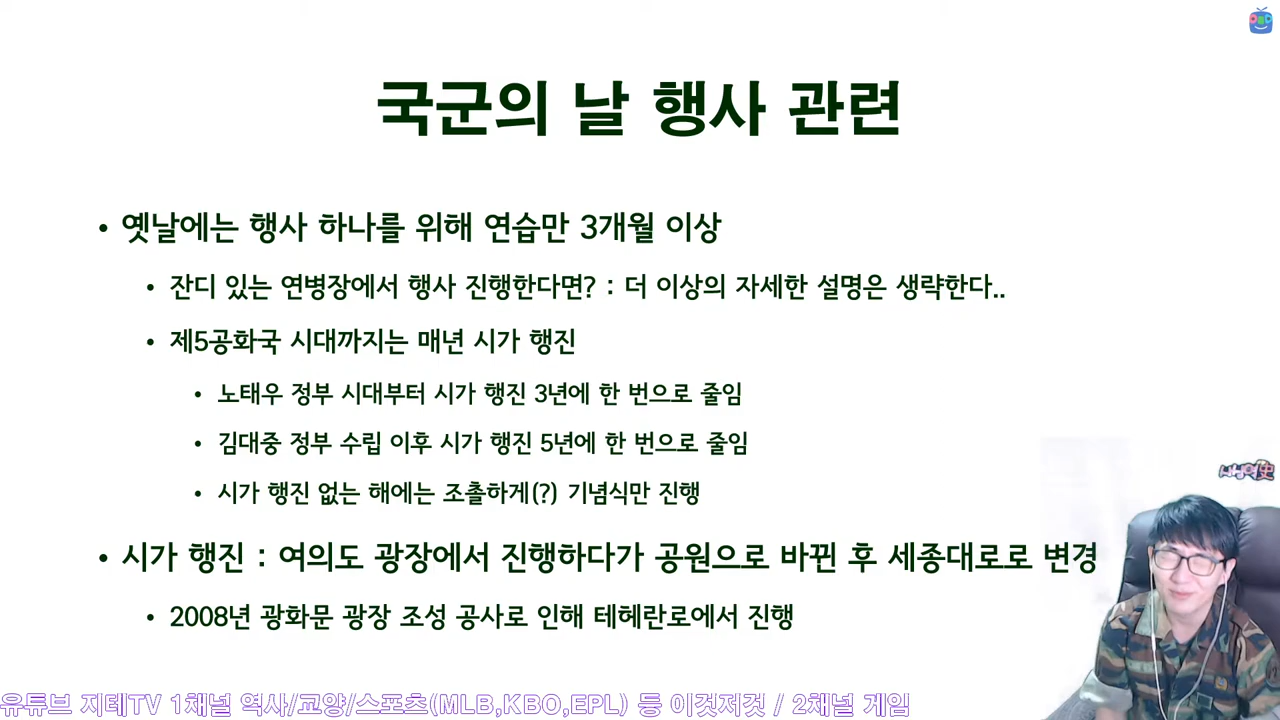 국군의 날 행사 관련
• 옛날에는 행사 하나를 위해 연습만 3개월 이상
• 잔디 있는 연병장에서 행사 진행한다면? : 더 이상의 자세한 설명은 생략한다..
• 제5공화국 시대까지는 매년 시가 행진
• 노태우 정부 시대부터 시가 행진 3년에 한 번으로 줄임
• 김대중 정부 수립 이후 시가 행진 5년에 한 번으로 줄임
• 시가 행진 없는 해에는 조촐하게(?) 기념식만 진행
• 시가 행진 : 여의도 광장에서 진행하다가 공원으로 바뀐 후 세종대로로 변경
• 2008년 광화문 광장 조성 공사로 인해 테헤란로에서 진행
유튜브 지테TV 1채널 역사/교양/스포츠(MLB,KBO,EPL) 등 이것저것 / 2채널 게임